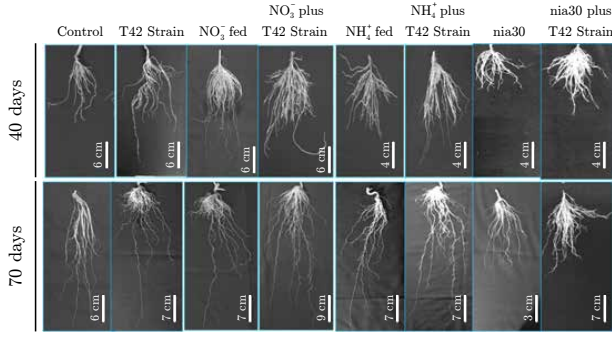 NO₃⁻ plus NH₄⁺ plus nia30 plus
Control T42 Strain NO₃⁻ fed T42 Strain NH₄⁺ fed T42 Strain nia30 T42 Strain
40 days
6 cm 6 cm 6 cm 6 cm 4 cm 4 cm 4 cm 4 cm
70 days
6 cm 7 cm 7 cm 9 cm 7 cm 7 cm 3 cm 7 cm